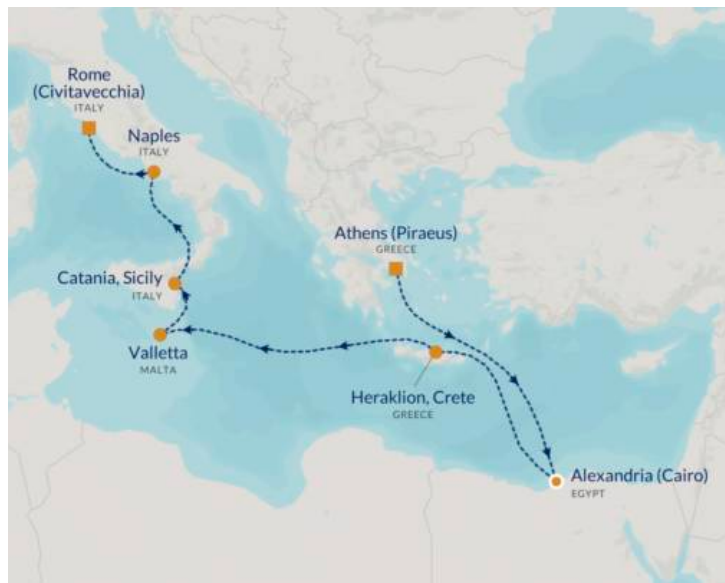 Rome
(Civitavecchia)
ITALY
Naples
ITALY
Athens (Piraeus)
GREECE
Catania, Sicily
ITALY
Valletta
MALTA
Heraklion, Crete
GREECE
Alexandria (Cairo)
EGYPT